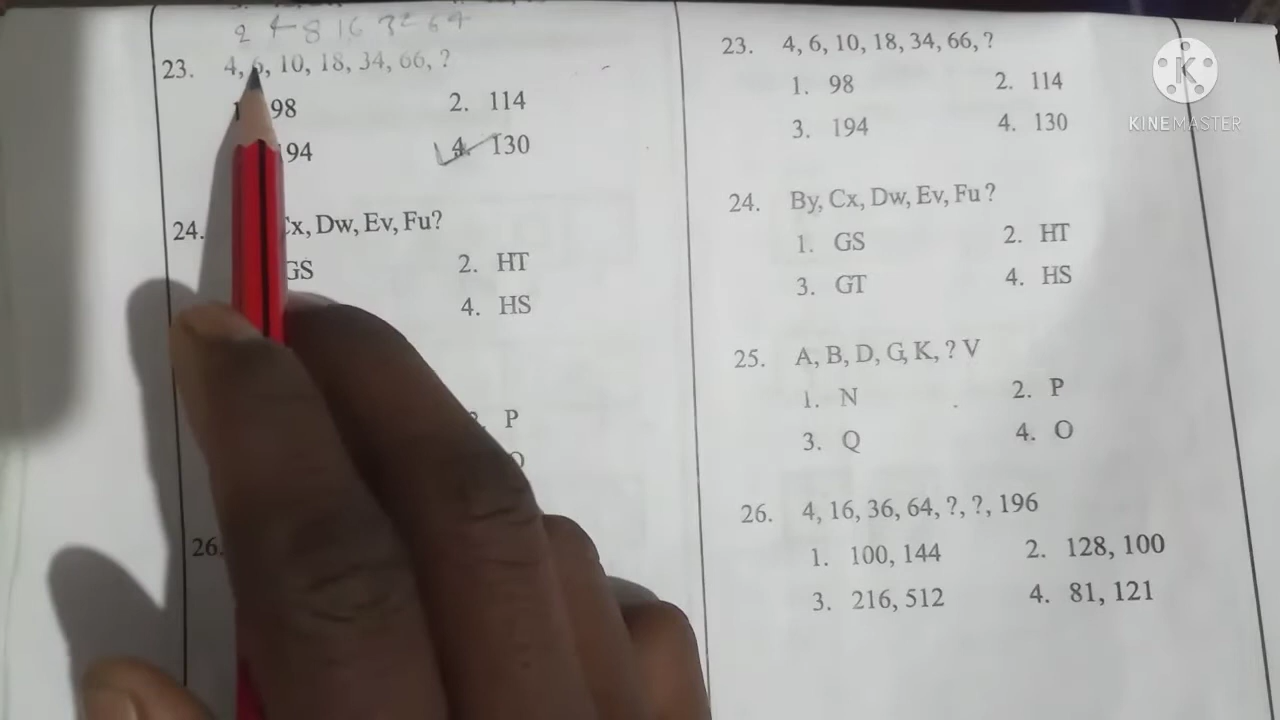 2 4 8 16 32 64
23. 4, 6, 10, 18, 34, 66, ?
98 2. 114
94 4. 130
24. Cx, Dw, Ev, Fu?
GS 2. HT
4. HS
P
26.
23. 4, 6, 10, 18, 34, 66, ?
1. 98 2. 114
3. 194 4. 130
24. By, Cx, Dw, Ev, Fu ?
1. GS 2. HT
3. GT 4. HS
25. A, B, D, G, K, ? V
1. N 2. P
3. Q 4. O
26. 4, 16, 36, 64, ?, ?, 196
1. 100, 144 2. 128, 100
3. 216, 512 4. 81, 121
K
KINEMASTER